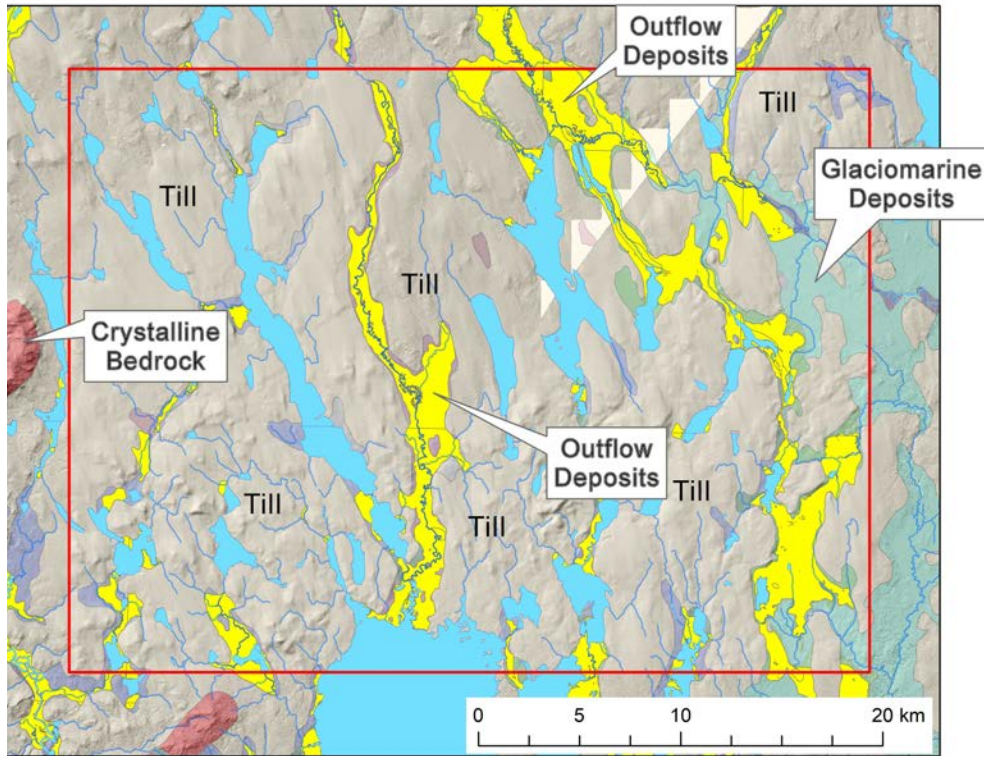 Outflow
Deposits
Till
Glaciomarine
Deposits
Till
Till
Crystalline
Bedrock
Outflow
Deposits
Till
Till
Till
0 5 10 20 km